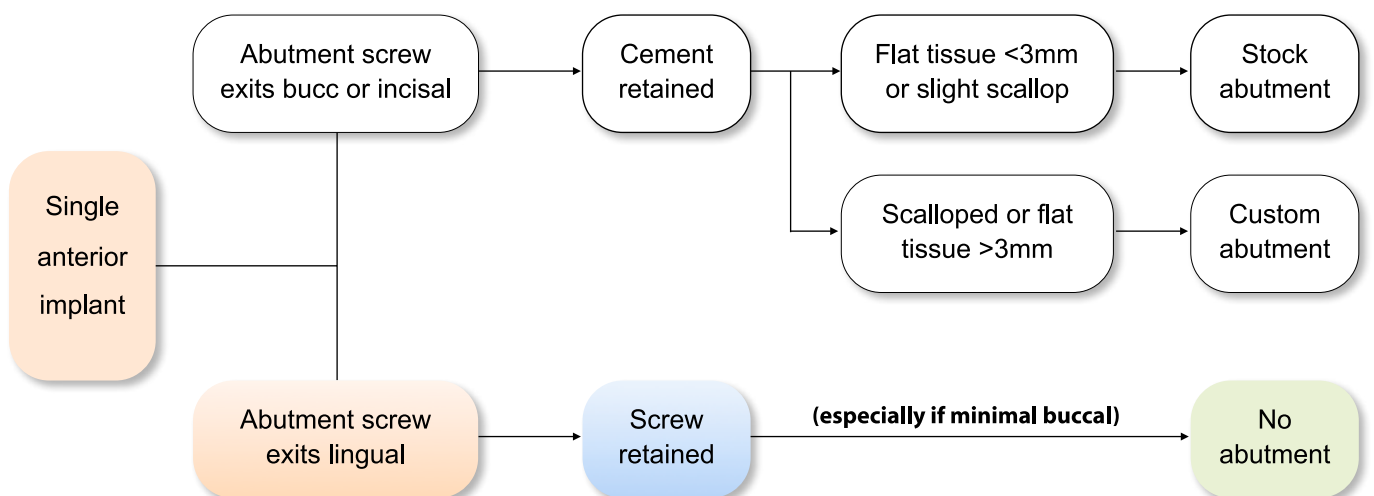 Abutment screw
exits bucc or incisal
Cement
retained
Flat tissue <3mm
or slight scallop
Stock
abutment
Single
anterior
implant
Scalloped or flat
tissue >3mm
Custom
abutment
Abutment screw
exits lingual
Screw
retained
(especially if minimal buccal)
No
abutment